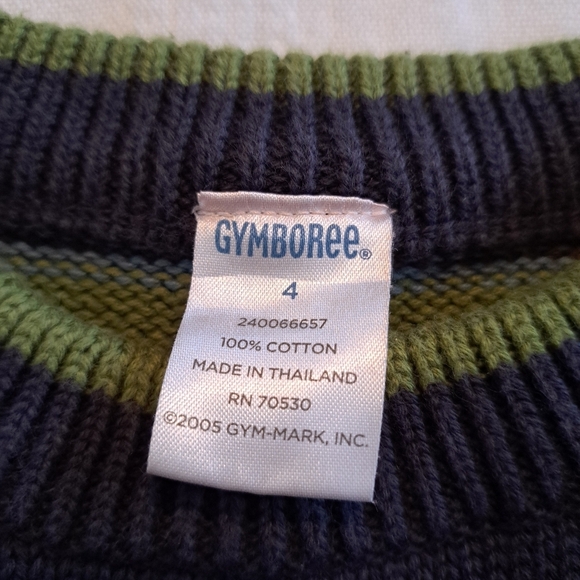 GYMBOREE®
4
240066657
100% COTTON
MADE IN THAILAND
RN 70530
©2005 GYM-MARK, INC.